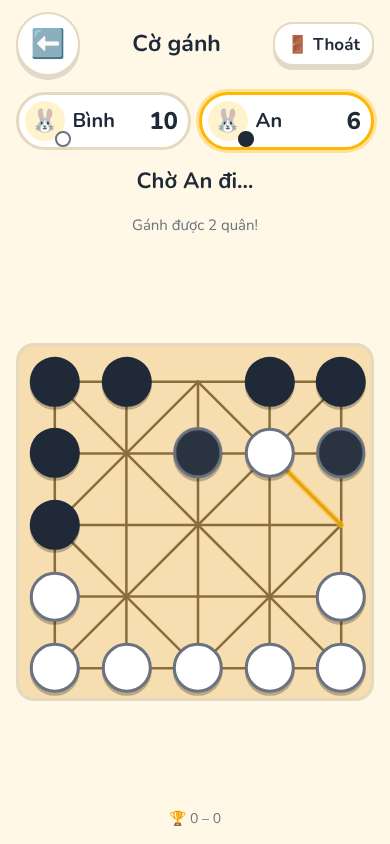 Cờ gánh
Thoát
Bình 10
An 6
Chờ An đi...
Gánh được 2 quân!
0 – 0